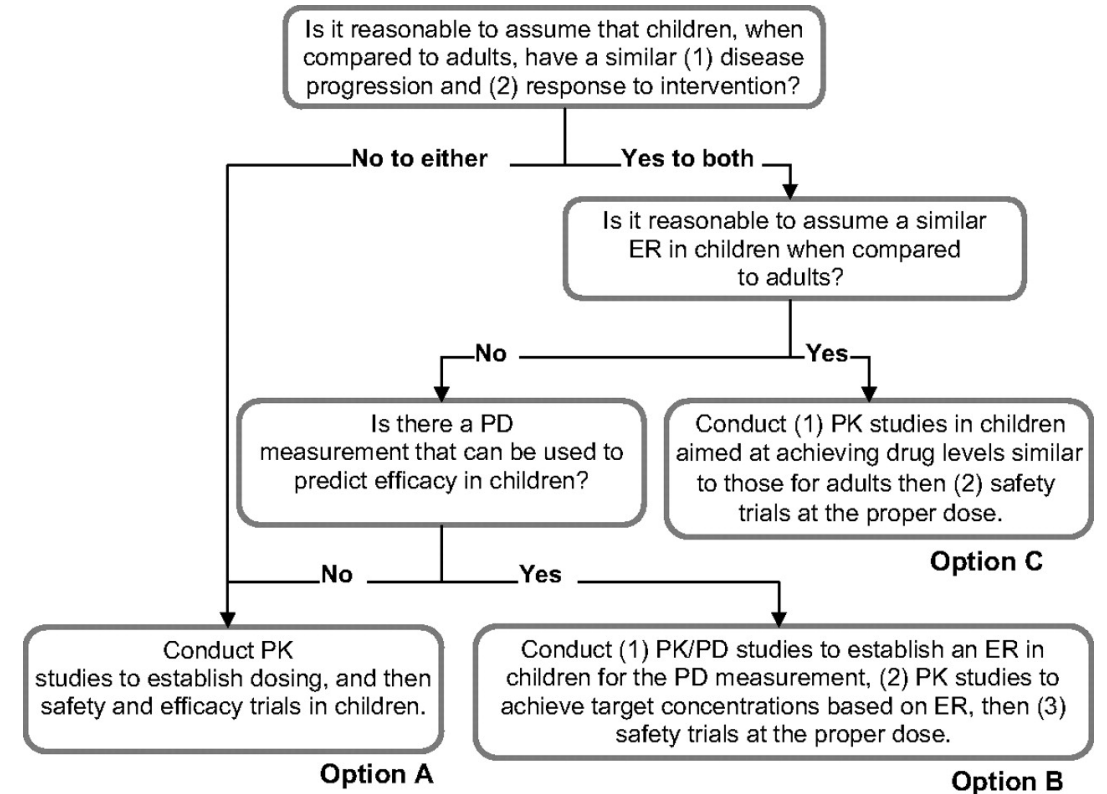 Is it reasonable to assume that children, when
compared to adults, have a similar (1) disease
progression and (2) response to intervention?
No to either
Yes to both
Is it reasonable to assume a similar
ER in children when compared
to adults?
No
Yes
Is there a PD
measurement that can be used to
predict efficacy in children?
Conduct (1) PK studies in children
aimed at achieving drug levels similar
to those for adults then (2) safety
trials at the proper dose.
Option C
No
Yes
Conduct PK
studies to establish dosing, and then
safety and efficacy trials in children.
Option A
Conduct (1) PK/PD studies to establish an ER in
children for the PD measurement, (2) PK studies to
achieve target concentrations based on ER, then (3)
safety trials at the proper dose.
Option B